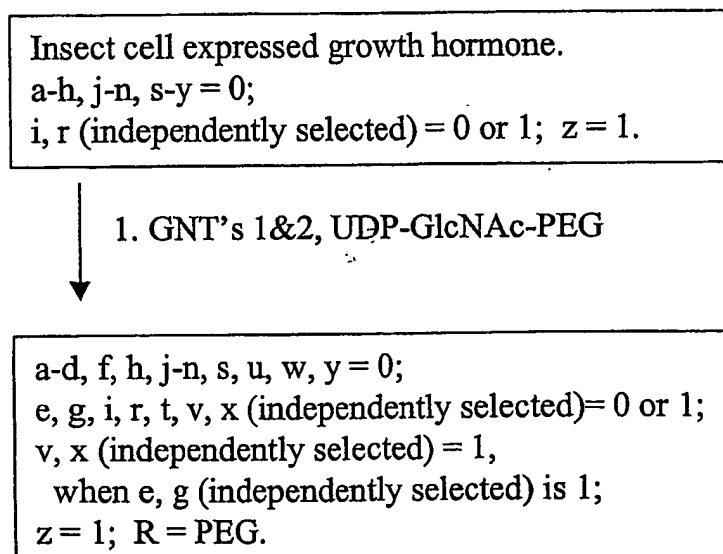 Insect cell expressed growth hormone.
a-h, j-n, s-y = 0;
i, r (independently selected) = 0 or 1; z = 1.
1. GNT's 1&2, UDP-GlcNAc-PEG
a-d, f, h, j-n, s, u, w, y = 0;
e, g, i, r, t, v, x (independently selected)= 0 or 1;
v, x (independently selected) = 1,
when e, g (independently selected) is 1;
z = 1; R = PEG.